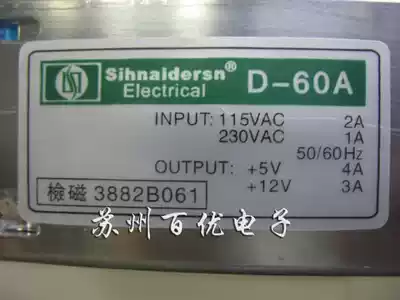 Sihnaidersn® D-60A
Electrical
INPUT: 115VAC 2A
230VAC 1A
50/60Hz
OUTPUT: +5V 4A
+12V 3A
檢磁 3882B061
苏州百优电子